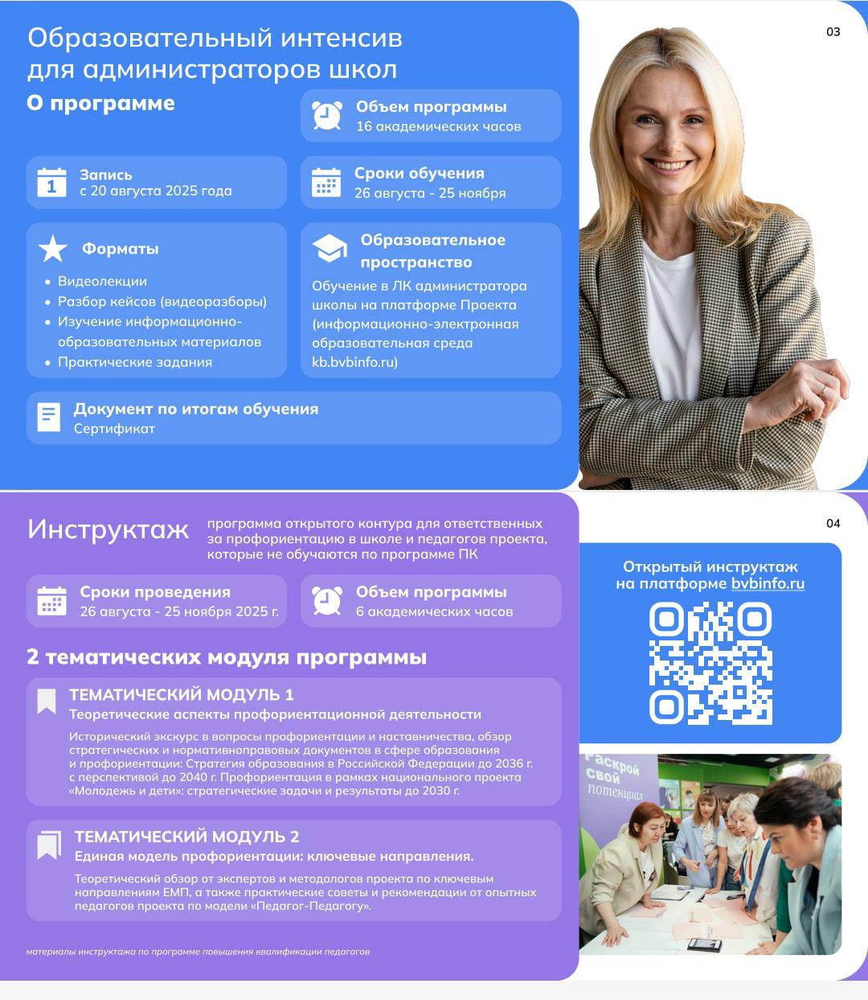 Образовательный интенсив
для администраторов школ
О программе
03
Объем программы
16 академических часов
1
Запись
с 20 августа 2025 года
Сроки обучения
26 августа - 25 ноября
Форматы
• Видеолекции
• Разбор кейсов (видеоразборы)
• Изучение информационно-
образовательных материалов
• Практические задания
Образовательное
пространство
Обучение в ЛК администратора
школы на платформе Проекта
(информационно-электронная
образовательная среда
kb.bvbinfo.ru)
Документ по итогам обучения
Сертификат
Инструктаж
программа открытого контура для ответственных
за профориентацию в школе и педагогов проекта,
которые не обучаются по программе ПК
04
Сроки проведения
26 августа - 25 ноября 2025 г.
Объем программы
6 академических часов
2 тематических модуля программы
ТЕМАТИЧЕСКИЙ МОДУЛЬ 1
Теоретические аспекты профориентационной деятельности
Исторический экскурс в вопросы профориентации и наставничества, обзор
стратегических и нормативноправовых документов в сфере образования
и профориентации: Стратегия образования в Российской Федерации до 2036 г.
с перспективой до 2040 г. Профориентация в рамках национального проекта
«Молодежь и дети»: стратегические задачи и результаты до 2030 г.
ТЕМАТИЧЕСКИЙ МОДУЛЬ 2
Единая модель профориентации: ключевые направления.
Теоретический обзор от экспертов и методологов проекта по ключевым
направлениям ЕМП, а также практические советы и рекомендации от опытных
педагогов проекта по модели «Педагог-Педагогу».
материалы инструктажа по программе повышения квалификации педагогов
Открытый инструктаж
на платформе bvbinfo.ru
Раскрой
свой
потенциал